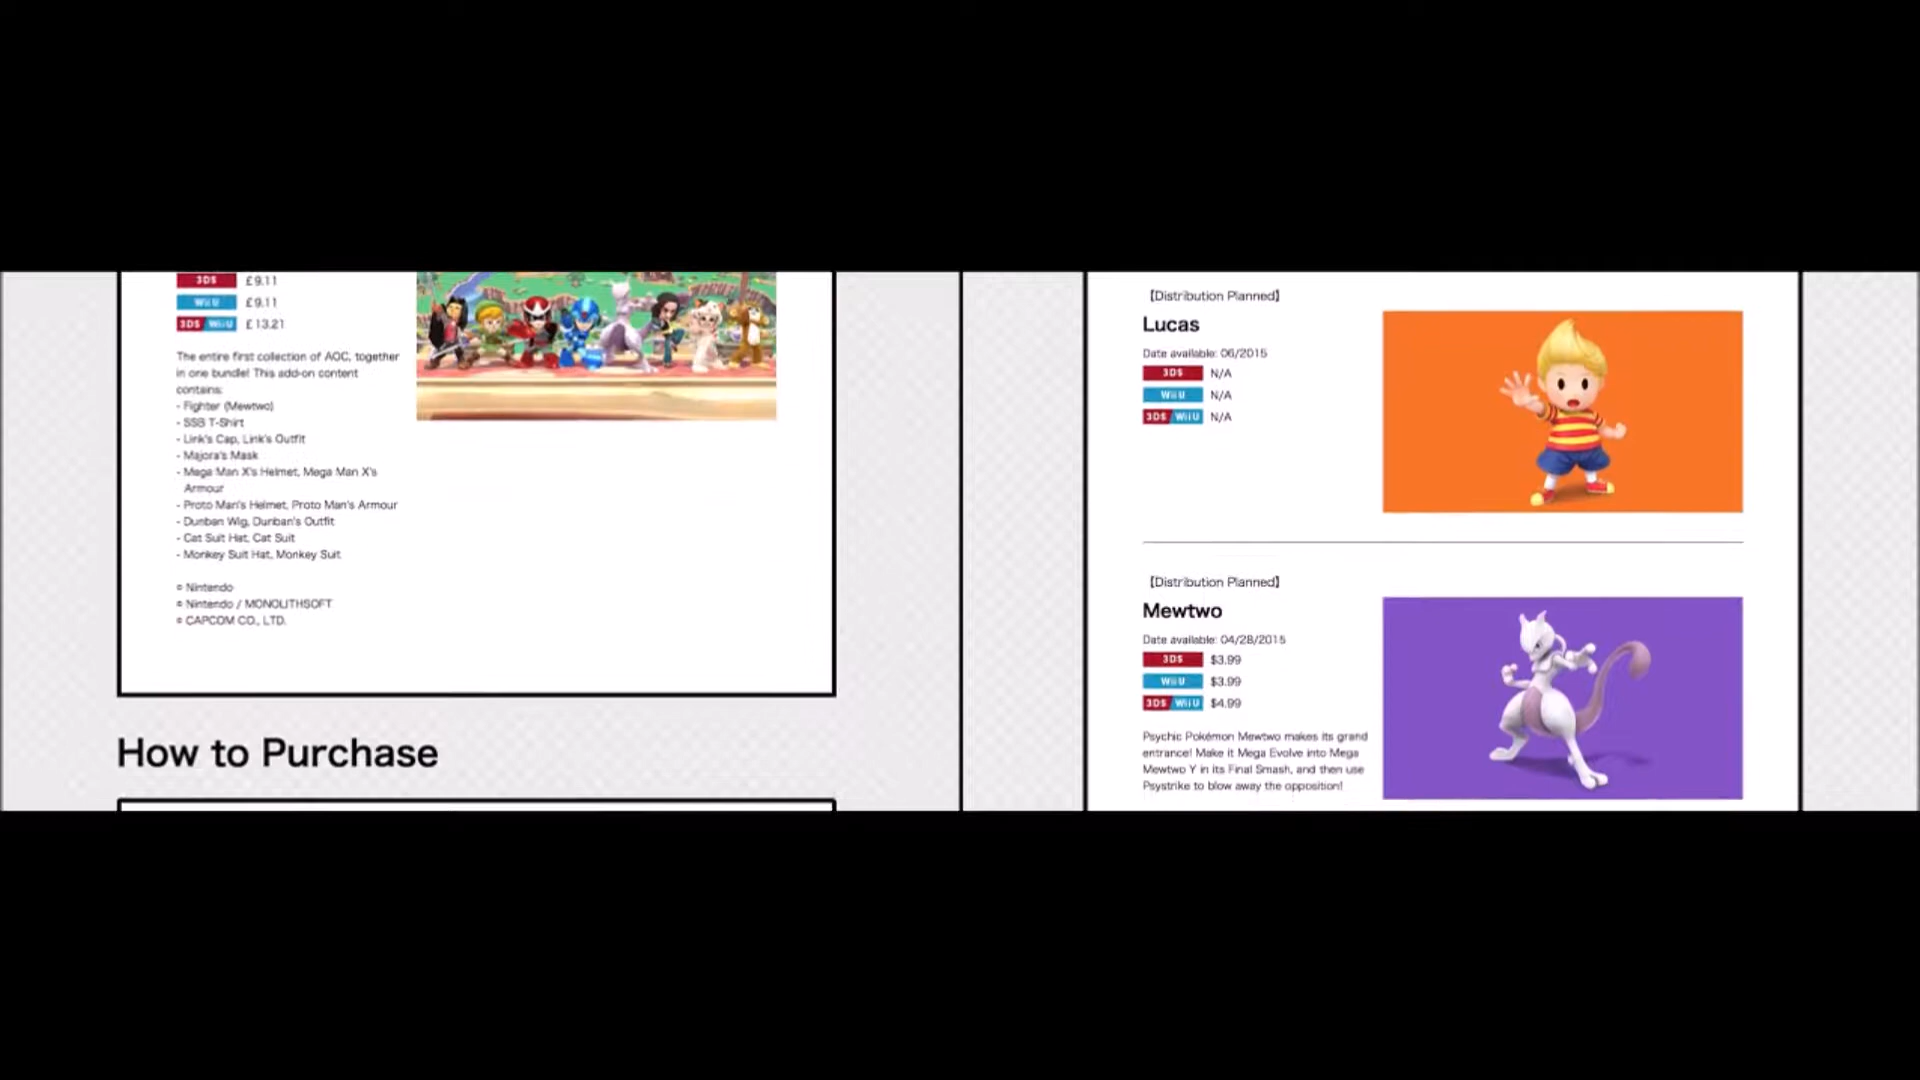 3DS £9.11
Wii U £9.11
3DS Wii U £13.21
The entire first collection of AOC, together
in one bundle! This add-on content
contains:
- Fighter (Mewtwo)
- SSB T-Shirt
- Link's Cap, Link's Outfit
- Majora's Mask
- Mega Man X's Helmet, Mega Man X's
Armour
- Proto Man's Helmet, Proto Man's Armour
- Dunban Wig, Dunban's Outfit
- Cat Suit Hat, Cat Suit
- Monkey Suit Hat, Monkey Suit
© Nintendo
© Nintendo / MONOLITHSOFT
© CAPCOM CO., LTD.
How to Purchase
【Distribution Planned】
Lucas
Date available: 06/2015
3DS N/A
Wii U N/A
3DS Wii U N/A
【Distribution Planned】
Mewtwo
Date available: 04/28/2015
3DS $3.99
Wii U $3.99
3DS Wii U $4.99
Psychic Pokémon Mewtwo makes its grand
entrance! Make it Mega Evolve into Mega
Mewtwo Y in its Final Smash, and then use
Psystrike to blow away the opposition!